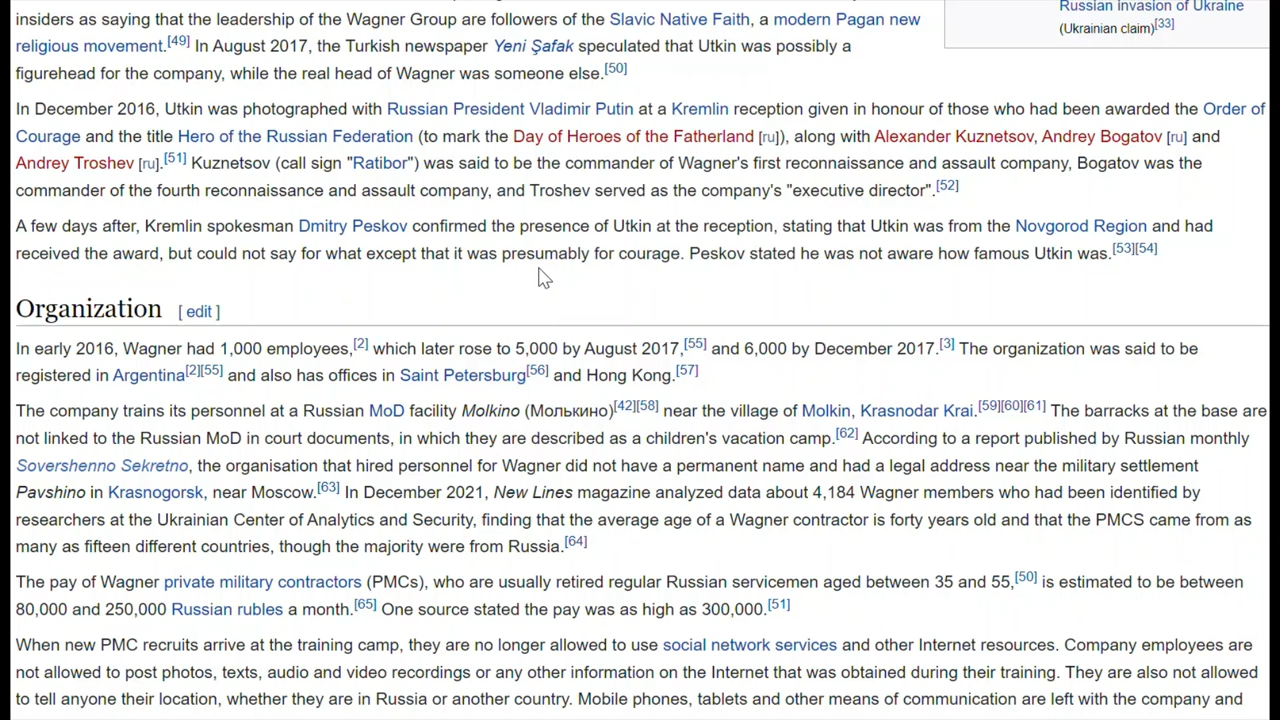 insiders as saying that the leadership of the Wagner Group are followers of the Slavic Native Faith, a modern Pagan new
religious movement.[49] In August 2017, the Turkish newspaper Yeni Şafak speculated that Utkin was possibly a
figurehead for the company, while the real head of Wagner was someone else.[50]
Russian invasion of Ukraine
(Ukrainian claim)[33]
In December 2016, Utkin was photographed with Russian President Vladimir Putin at a Kremlin reception given in honour of those who had been awarded the Order of
Courage and the title Hero of the Russian Federation (to mark the Day of Heroes of the Fatherland [ru]), along with Alexander Kuznetsov, Andrey Bogatov [ru] and
Andrey Troshev [ru].[51] Kuznetsov (call sign "Ratibor") was said to be the commander of Wagner's first reconnaissance and assault company, Bogatov was the
commander of the fourth reconnaissance and assault company, and Troshev served as the company's "executive director".[52]
A few days after, Kremlin spokesman Dmitry Peskov confirmed the presence of Utkin at the reception, stating that Utkin was from the Novgorod Region and had
received the award, but could not say for what except that it was presumably for courage. Peskov stated he was not aware how famous Utkin was.[53][54]
Organization [ edit ]
In early 2016, Wagner had 1,000 employees,[2] which later rose to 5,000 by August 2017,[55] and 6,000 by December 2017.[3] The organization was said to be
registered in Argentina[2][55] and also has offices in Saint Petersburg[56] and Hong Kong.[57]
The company trains its personnel at a Russian MoD facility Molkino (Молькино)[42][58] near the village of Molkin, Krasnodar Krai.[59][60][61] The barracks at the base are
not linked to the Russian MoD in court documents, in which they are described as a children's vacation camp.[62] According to a report published by Russian monthly
Sovershenno Sekretno, the organisation that hired personnel for Wagner did not have a permanent name and had a legal address near the military settlement
Pavshino in Krasnogorsk, near Moscow.[63] In December 2021, New Lines magazine analyzed data about 4,184 Wagner members who had been identified by
researchers at the Ukrainian Center of Analytics and Security, finding that the average age of a Wagner contractor is forty years old and that the PMCS came from as
many as fifteen different countries, though the majority were from Russia.[64]
The pay of Wagner private military contractors (PMCs), who are usually retired regular Russian servicemen aged between 35 and 55,[50] is estimated to be between
80,000 and 250,000 Russian rubles a month.[65] One source stated the pay was as high as 300,000.[51]
When new PMC recruits arrive at the training camp, they are no longer allowed to use social network services and other Internet resources. Company employees are
not allowed to post photos, texts, audio and video recordings or any other information on the Internet that was obtained during their training. They are also not allowed
to tell anyone their location, whether they are in Russia or another country. Mobile phones, tablets and other means of communication are left with the company and